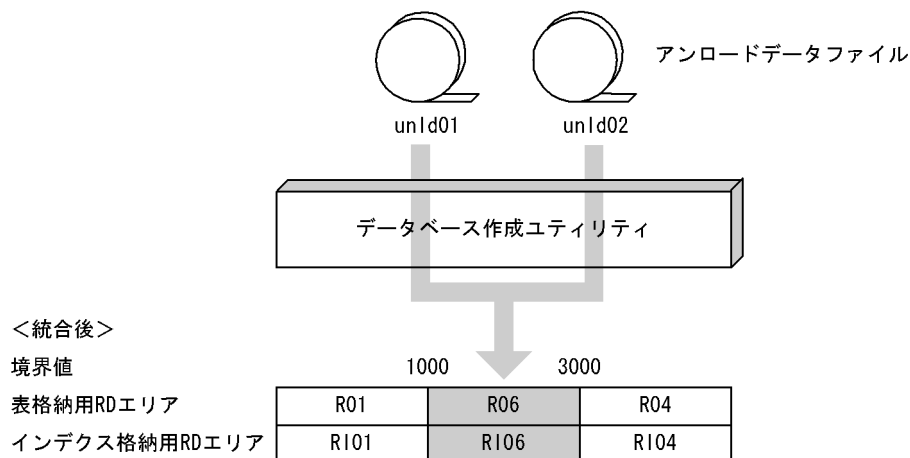 アンロードデータファイル
unld01 unld02
データベース作成ユティリティ
＜統合後＞
境界値 1000 3000
表格納用RDエリア R01 R06 R04
インデクス格納用RDエリア RI01 RI06 RI04